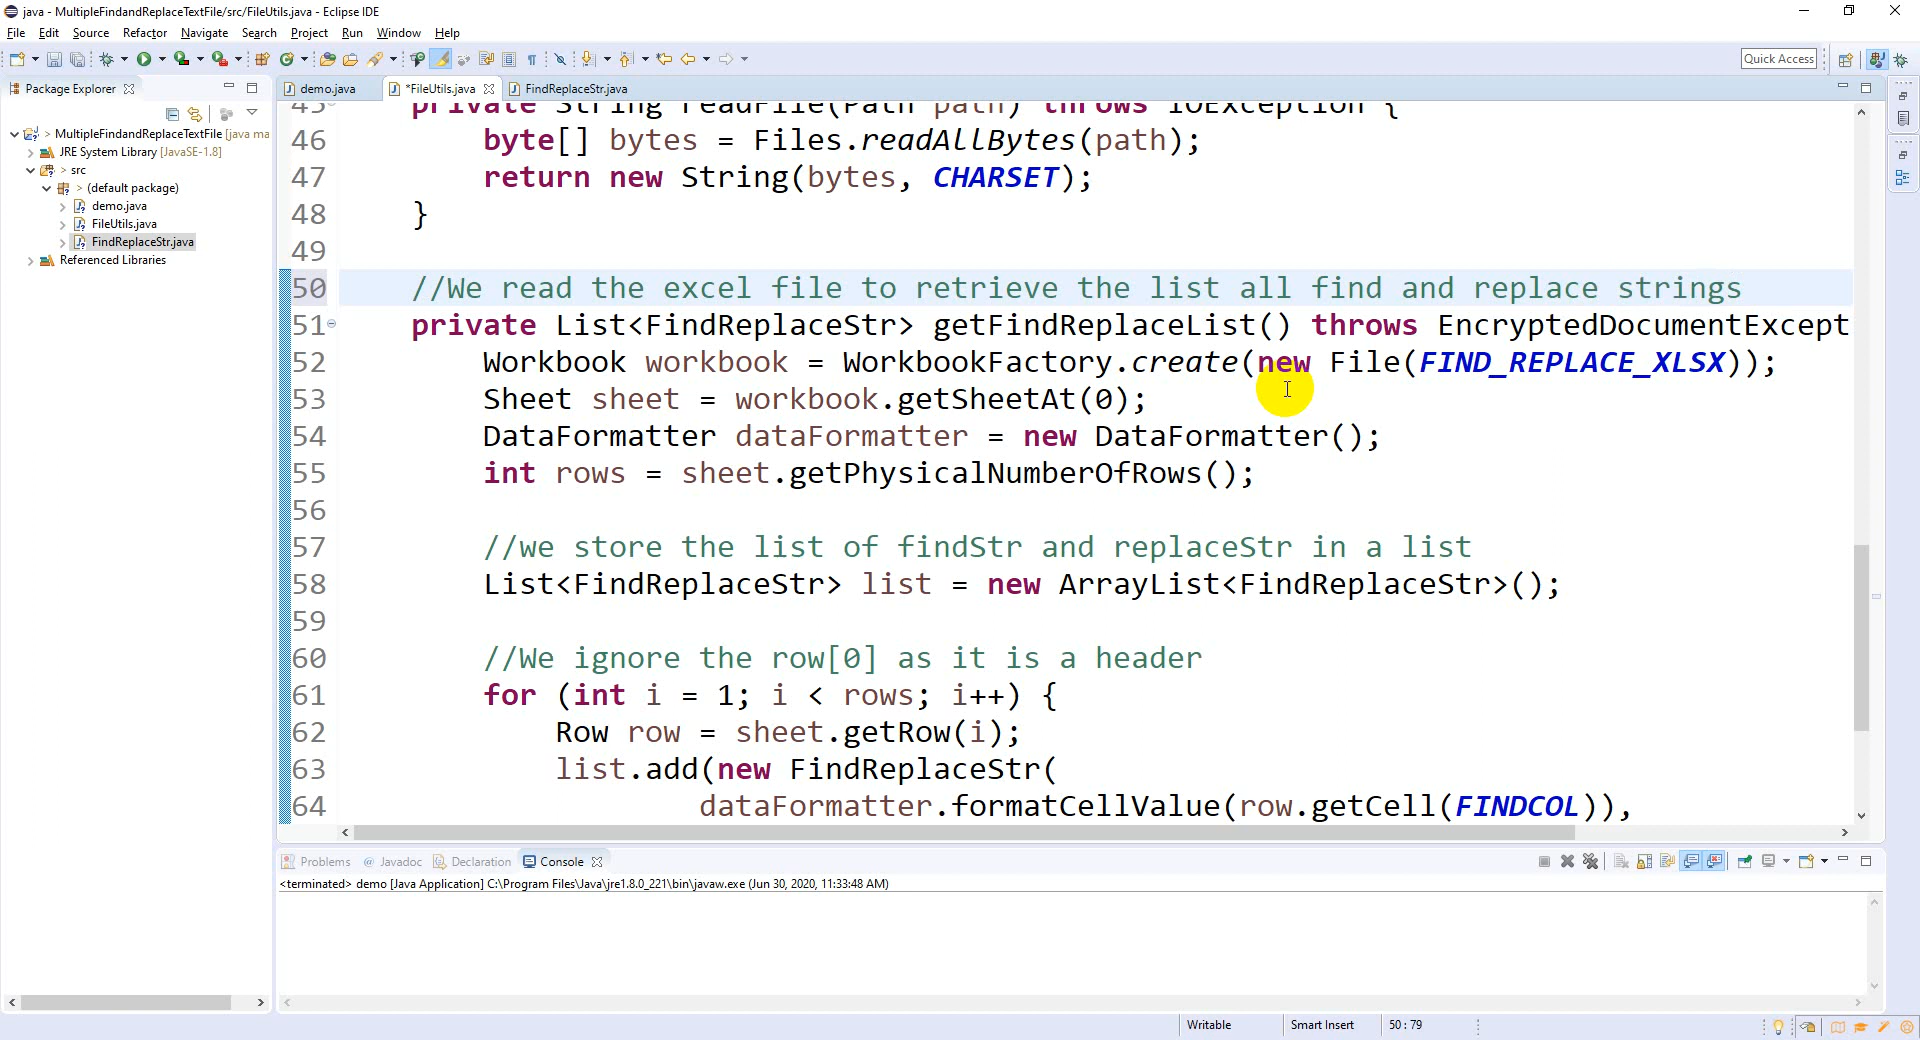 java - MultipleFindandReplaceTextFile/src/FileUtils.java - Eclipse IDE
File Edit Source Refactor Navigate Search Project Run Window Help
Quick Access
Package Explorer
demo.java *FileUtils.java FindReplaceStr.java
> MultipleFindandReplaceTextFile [java ma
JRE System Library [JavaSE-1.8]
> src
> (default package)
demo.java
FileUtils.java
FindReplaceStr.java
Referenced Libraries
45 private String readFile(Path path) throws IOException {
46 byte[] bytes = Files.readAllBytes(path);
47 return new String(bytes, CHARSET);
48 }
49
50 //We read the excel file to retrieve the list all find and replace strings
51 private List<FindReplaceStr> getFindReplaceList() throws EncryptedDocumentExcept
52 Workbook workbook = WorkbookFactory.create(new File(FIND_REPLACE_XLSX));
53 Sheet sheet = workbook.getSheetAt(0);
54 DataFormatter dataFormatter = new DataFormatter();
55 int rows = sheet.getPhysicalNumberOfRows();
56
57 //we store the list of findStr and replaceStr in a list
58 List<FindReplaceStr> list = new ArrayList<FindReplaceStr>();
59
60 //We ignore the row[0] as it is a header
61 for (int i = 1; i < rows; i++) {
62 Row row = sheet.getRow(i);
63 list.add(new FindReplaceStr(
64 dataFormatter.formatCellValue(row.getCell(FINDCOL)),
Problems Javadoc Declaration Console
<terminated> demo [Java Application] C:\Program Files\Java\jre1.8.0_221\bin\javaw.exe (Jun 30, 2020, 11:33:48 AM)
Writable Smart Insert 50 : 79